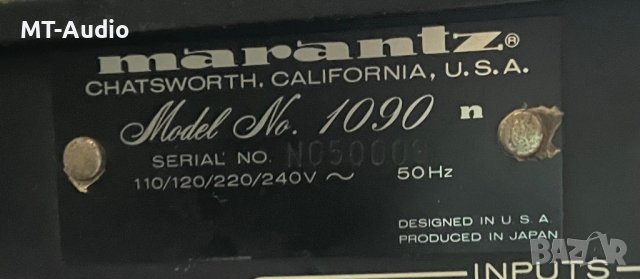 MT-Audio
marantz®
CHATSWORTH, CALIFORNIA, U.S.A.
Model No. 1090 n
SERIAL NO.
110/120/220/240V ~ 50Hz
DESIGNED IN U.S.A.
PRODUCED IN JAPAN
BAZAR
INPUTS